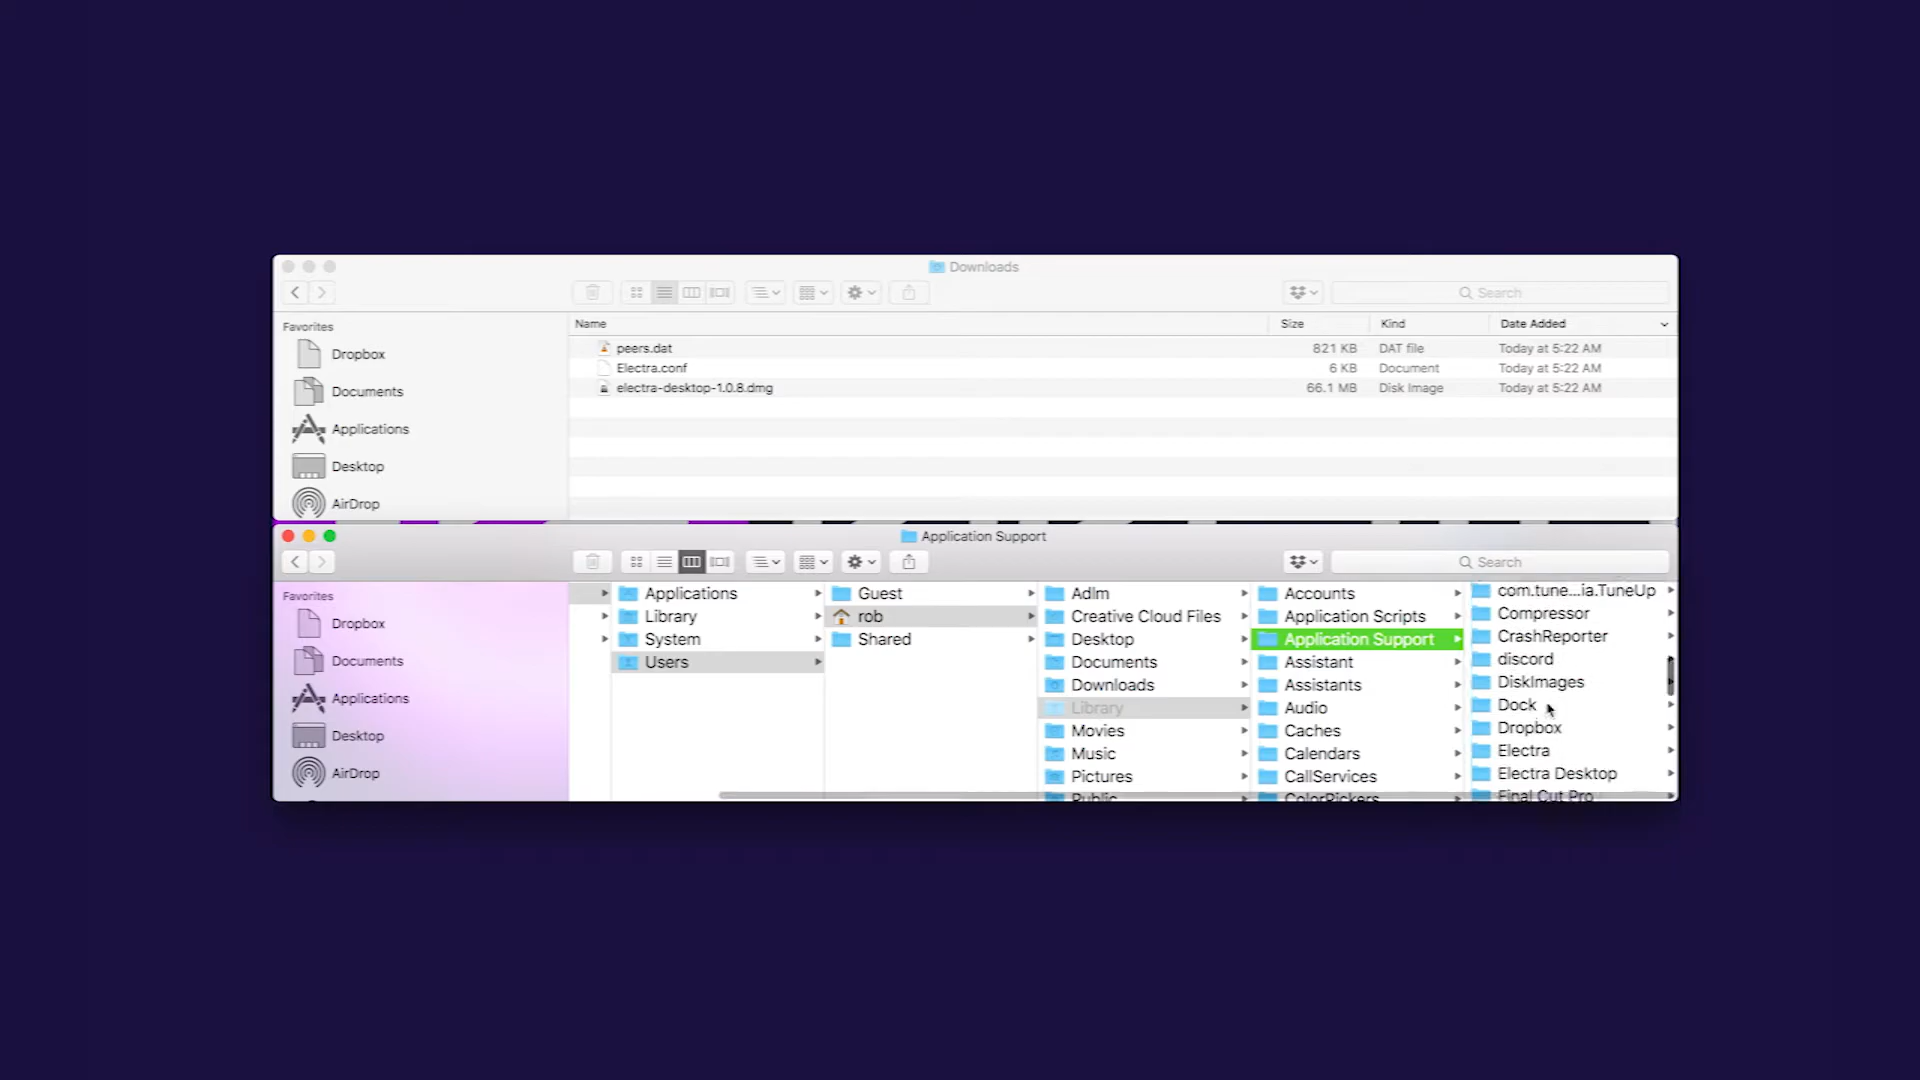 Downloads
Search
Favorites
Dropbox
Documents
Applications
Desktop
AirDrop
Name Size Kind Date Added
peers.dat 821 KB DAT file Today at 5:22 AM
Electra.conf 6 KB Document Today at 5:22 AM
electra-desktop-1.0.8.dmg 66.1 MB Disk Image Today at 5:22 AM
Application Support
Search
Favorites
Dropbox
Documents
Applications
Desktop
AirDrop
Applications
Library
System
Users
Guest
rob
Shared
Adlm
Creative Cloud Files
Desktop
Documents
Downloads
Library
Movies
Music
Pictures
Public
Accounts
Application Scripts
Application Support
Assistant
Assistants
Audio
Caches
Calendars
CallServices
ColorPickers
com.tune...ia.TuneUp
Compressor
CrashReporter
discord
DiskImages
Dock
Dropbox
Electra
Electra Desktop
Final Cut Pro